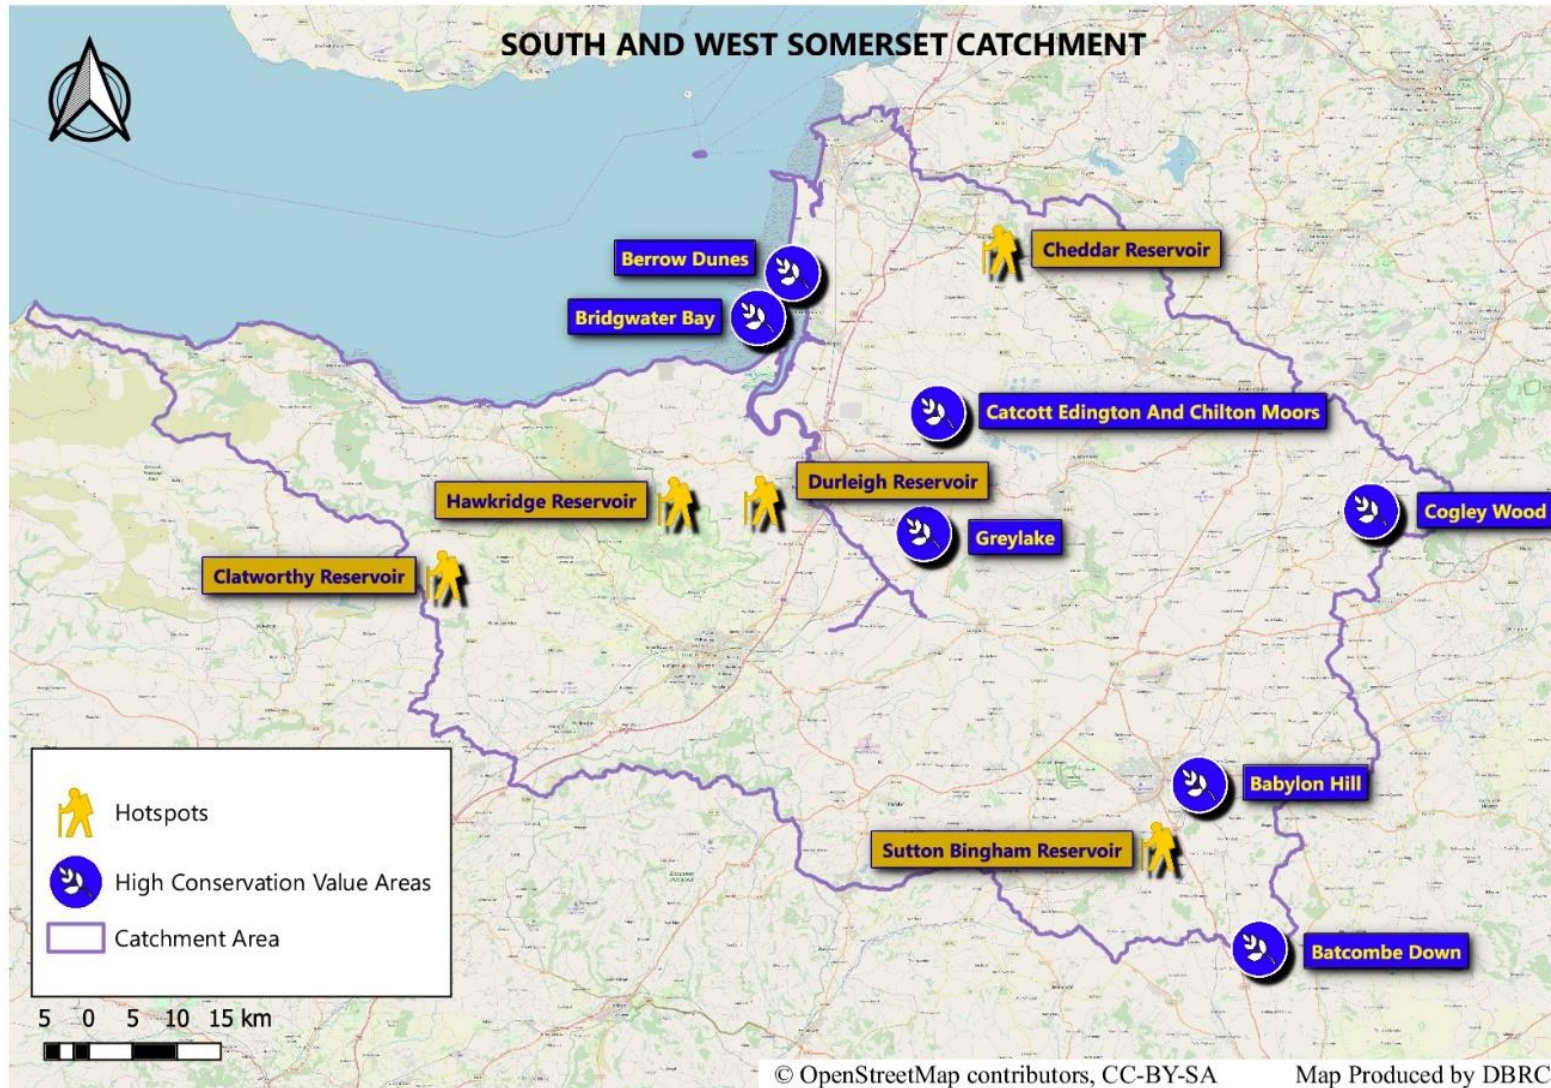 SOUTH AND WEST SOMERSET CATCHMENT
Berrow Dunes
Cheddar Reservoir
Bridgwater Bay
Catcott Edington And Chilton Moors
Durleigh Reservoir
Hawkridge Reservoir
Cogley Wood
Greylake
Clatworthy Reservoir
Babylon Hill
Sutton Bingham Reservoir
Batcombe Down
Hotspots
High Conservation Value Areas
Catchment Area
5 0 5 10 15 km
© OpenStreetMap contributors, CC-BY-SA Map Produced by DBRC